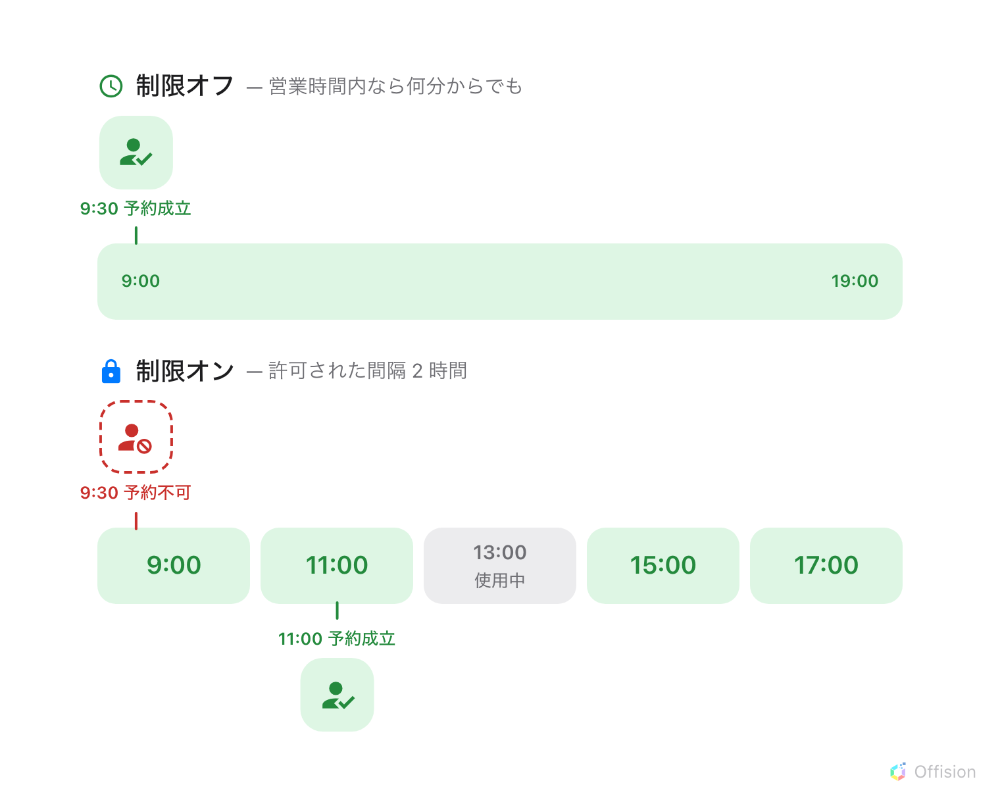 制限オフ — 営業時間内なら何分からでも
9:30 予約成立
9:00 19:00
制限オン — 許可された間隔 2 時間
9:30 予約不可
9:00 11:00 13:00 15:00 17:00
使用中
11:00 予約成立
Offision